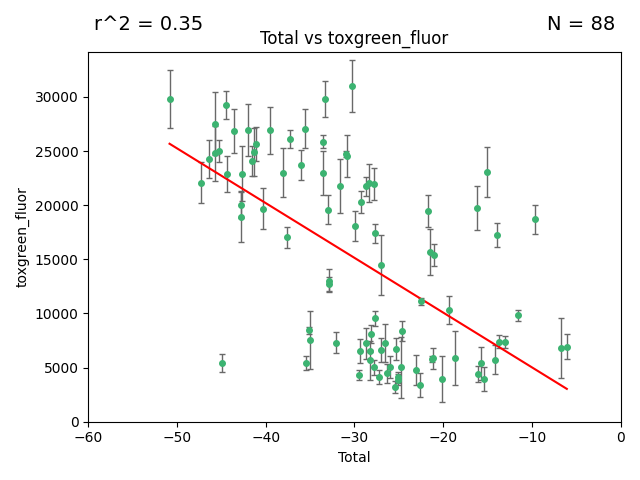 r^2 = 0.35
N = 88
Total vs toxgreen_fluor
30000
25000
20000
15000
10000
5000
0
toxgreen_fluor
−60
−50
−40
−30
−20
−10
0
Total